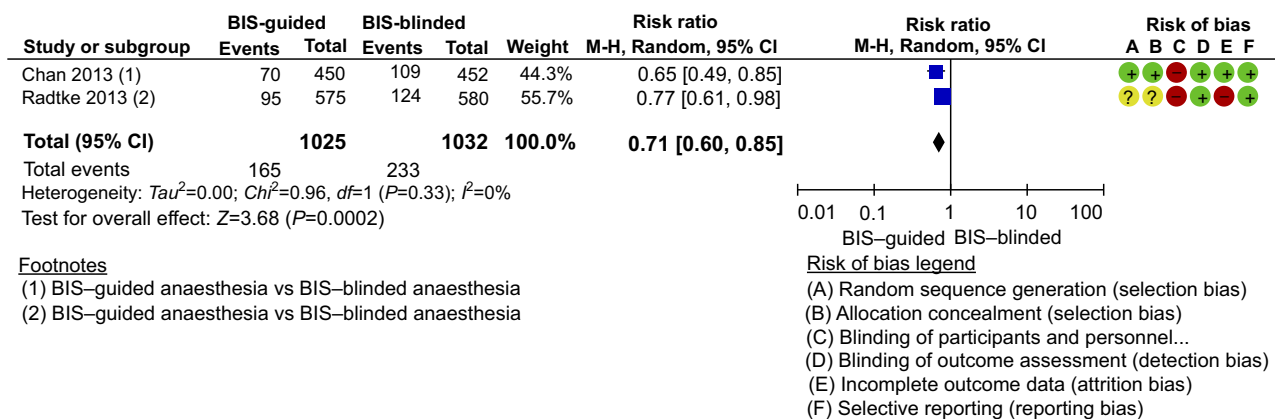 BIS-guided BIS-blinded Risk ratio Risk ratio Risk of bias
Study or subgroup Events Total Events Total Weight M-H, Random, 95% CI M-H, Random, 95% CI A B C D E F
Chan 2013 (1) 70 450 109 452 44.3% 0.65 [0.49, 0.85] + + − + + +
Radtke 2013 (2) 95 575 124 580 55.7% 0.77 [0.61, 0.98] ? ? − + − +
Total (95% CI) 1025 1032 100.0% 0.71 [0.60, 0.85]
Total events 165 233
Heterogeneity: Tau²=0.00; Chi²=0.96, df=1 (P=0.33); I²=0%
Test for overall effect: Z=3.68 (P=0.0002)
0.01 0.1 1 10 100
BIS–guided BIS–blinded
Footnotes
(1) BIS–guided anaesthesia vs BIS–blinded anaesthesia
(2) BIS–guided anaesthesia vs BIS–blinded anaesthesia
Risk of bias legend
(A) Random sequence generation (selection bias)
(B) Allocation concealment (selection bias)
(C) Blinding of participants and personnel...
(D) Blinding of outcome assessment (detection bias)
(E) Incomplete outcome data (attrition bias)
(F) Selective reporting (reporting bias)